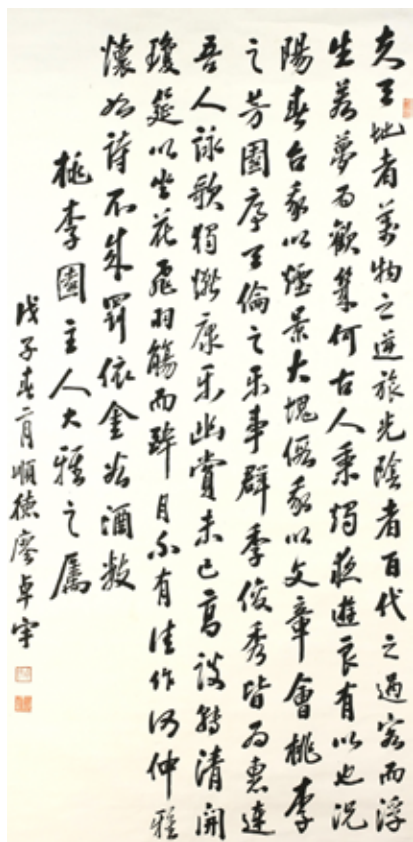 夫天地者萬物之逆旅光陰者百代之過客而浮
生若夢為歡幾何古人秉燭夜遊良有以也況
陽春召我以煙景大塊假我以文章會桃李
之芳園序天倫之樂事群季俊秀皆為惠連
吾人詠歌獨慚康樂幽賞未已高談轉清開
瓊筵以坐花飛羽觴而醉月不有佳作何伸雅
懷如詩不成罰依金谷酒數
桃李園主人大雅之屬
戊子春二月順德廖卓宇